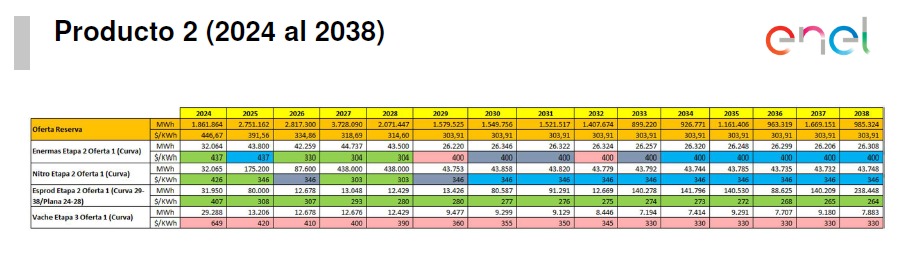 Producto 2 (2024 al 2038)
enel
2024 2025 2026 2027 2028 2029 2030 2031 2032 2033 2034 2035 2036 2037 2038
Oferta Reserva MWh 1.861.864 2.751.162 2.817.300 3.728.090 2.071.447 1.579.525 1.549.756 1.521.517 1.407.674 899.220 926.771 1.161.406 963.319 1.669.151 985.324
$/KWh 446,67 391,56 334,86 318,69 314,60 303,91 303,91 303,91 303,91 303,91 303,91 303,91 303,91 303,91 303,91
Enermas Etapa 2 Oferta 1 (Curva) MWh 32.064 43.800 42.259 44.737 43.500 26.220 26.346 26.322 26.324 26.257 26.320 26.248 26.299 26.206 26.308
$/KWh 437 437 330 304 304 400 400 400 400 400 400 400 400 400 400
Nitro Etapa 2 Oferta 1 (Curva) MWh 32.064 175.200 87.600 438.000 438.000 43.753 43.858 43.820 43.779 43.792 43.744 43.785 43.735 43.732 43.748
$/KWh 426 346 346 303 303 346 346 346 346 346 346 346 346 346 346
Esprod Etapa 2 Oferta 1 (Curva 29-
38/Plana 24-28) MWh 31.950 80.000 12.678 13.048 12.429 13.426 80.587 91.291 12.669 140.278 141.796 140.530 88.625 140.209 238.448
$/KWh 407 308 307 293 280 280 277 276 275 274 273 272 268 265 264
Vache Etapa 3 Oferta 1 (Curva) MWh 29.288 13.206 12.678 12.676 12.429 9.477 9.299 9.129 8.446 7.194 7.414 9.291 7.707 9.180 7.883
$/KWh 649 420 410 400 390 360 355 350 345 330 330 330 330 330 330